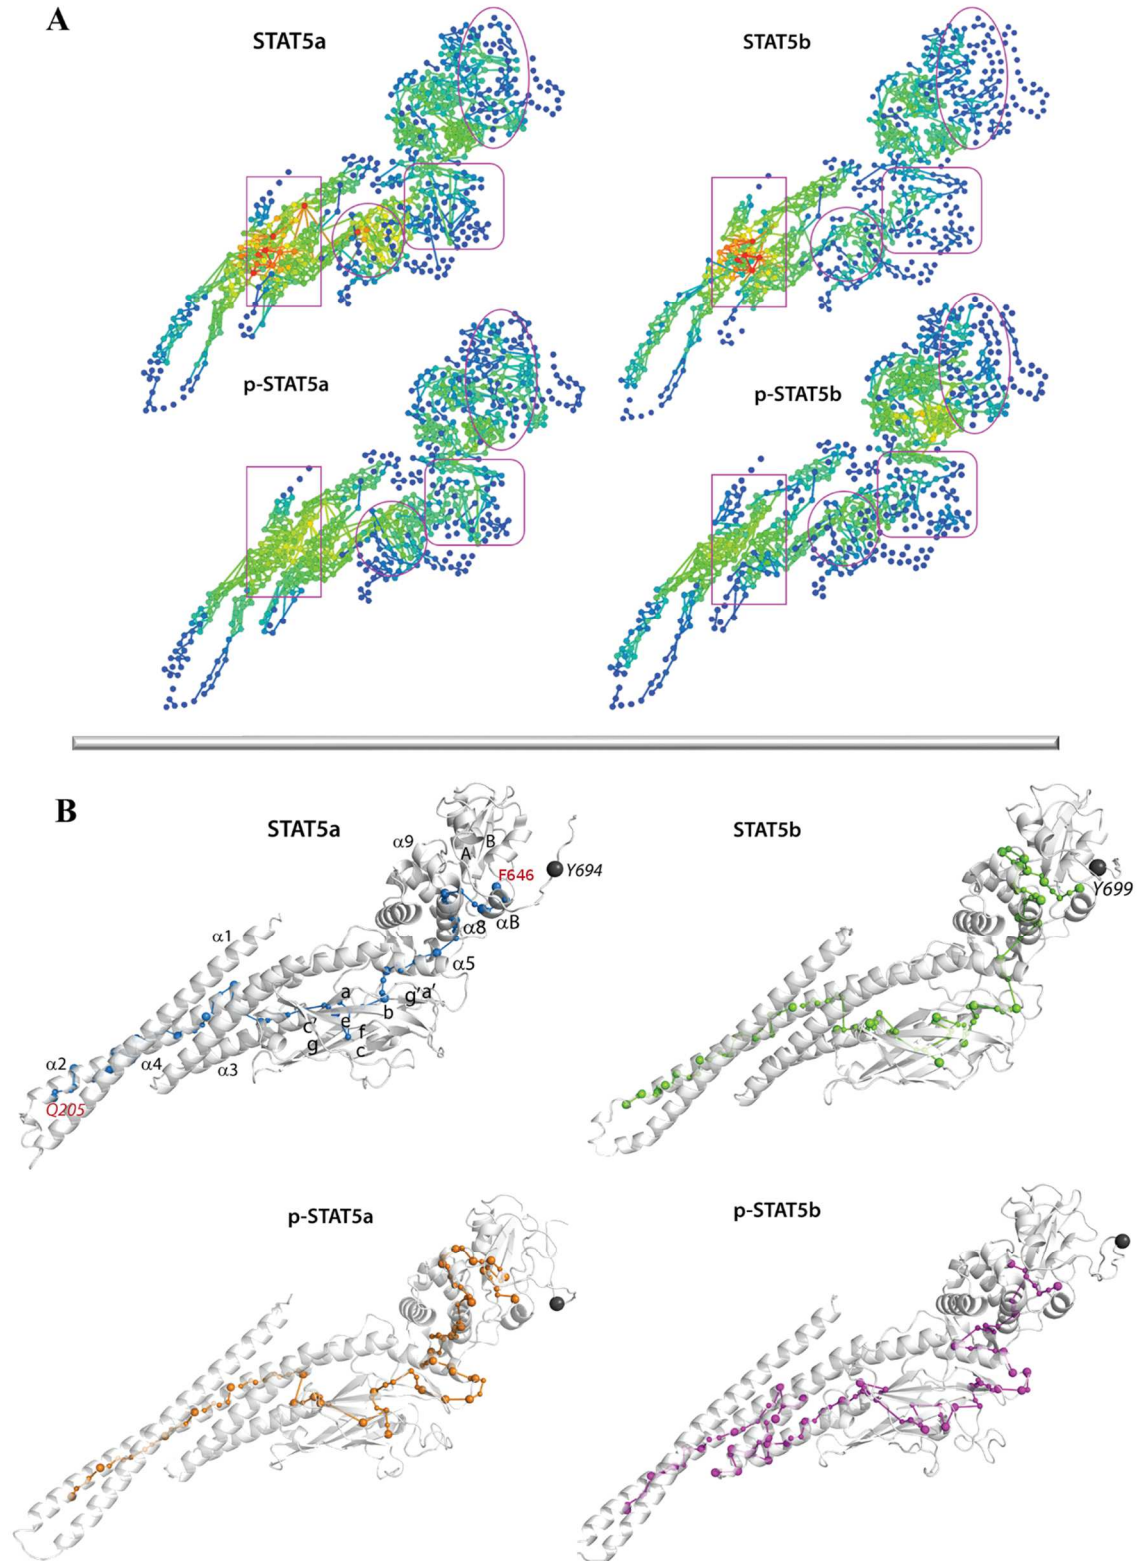 A
STAT5a
STAT5b
p-STAT5a
p-STAT5b
B
STAT5a
STAT5b
α9
A
B
F646
Y694
Y699
α8
αB
α1
α5
a
g'a'
b
c'
e
f
g
c
α2
α4
α3
Q205
p-STAT5a
p-STAT5b